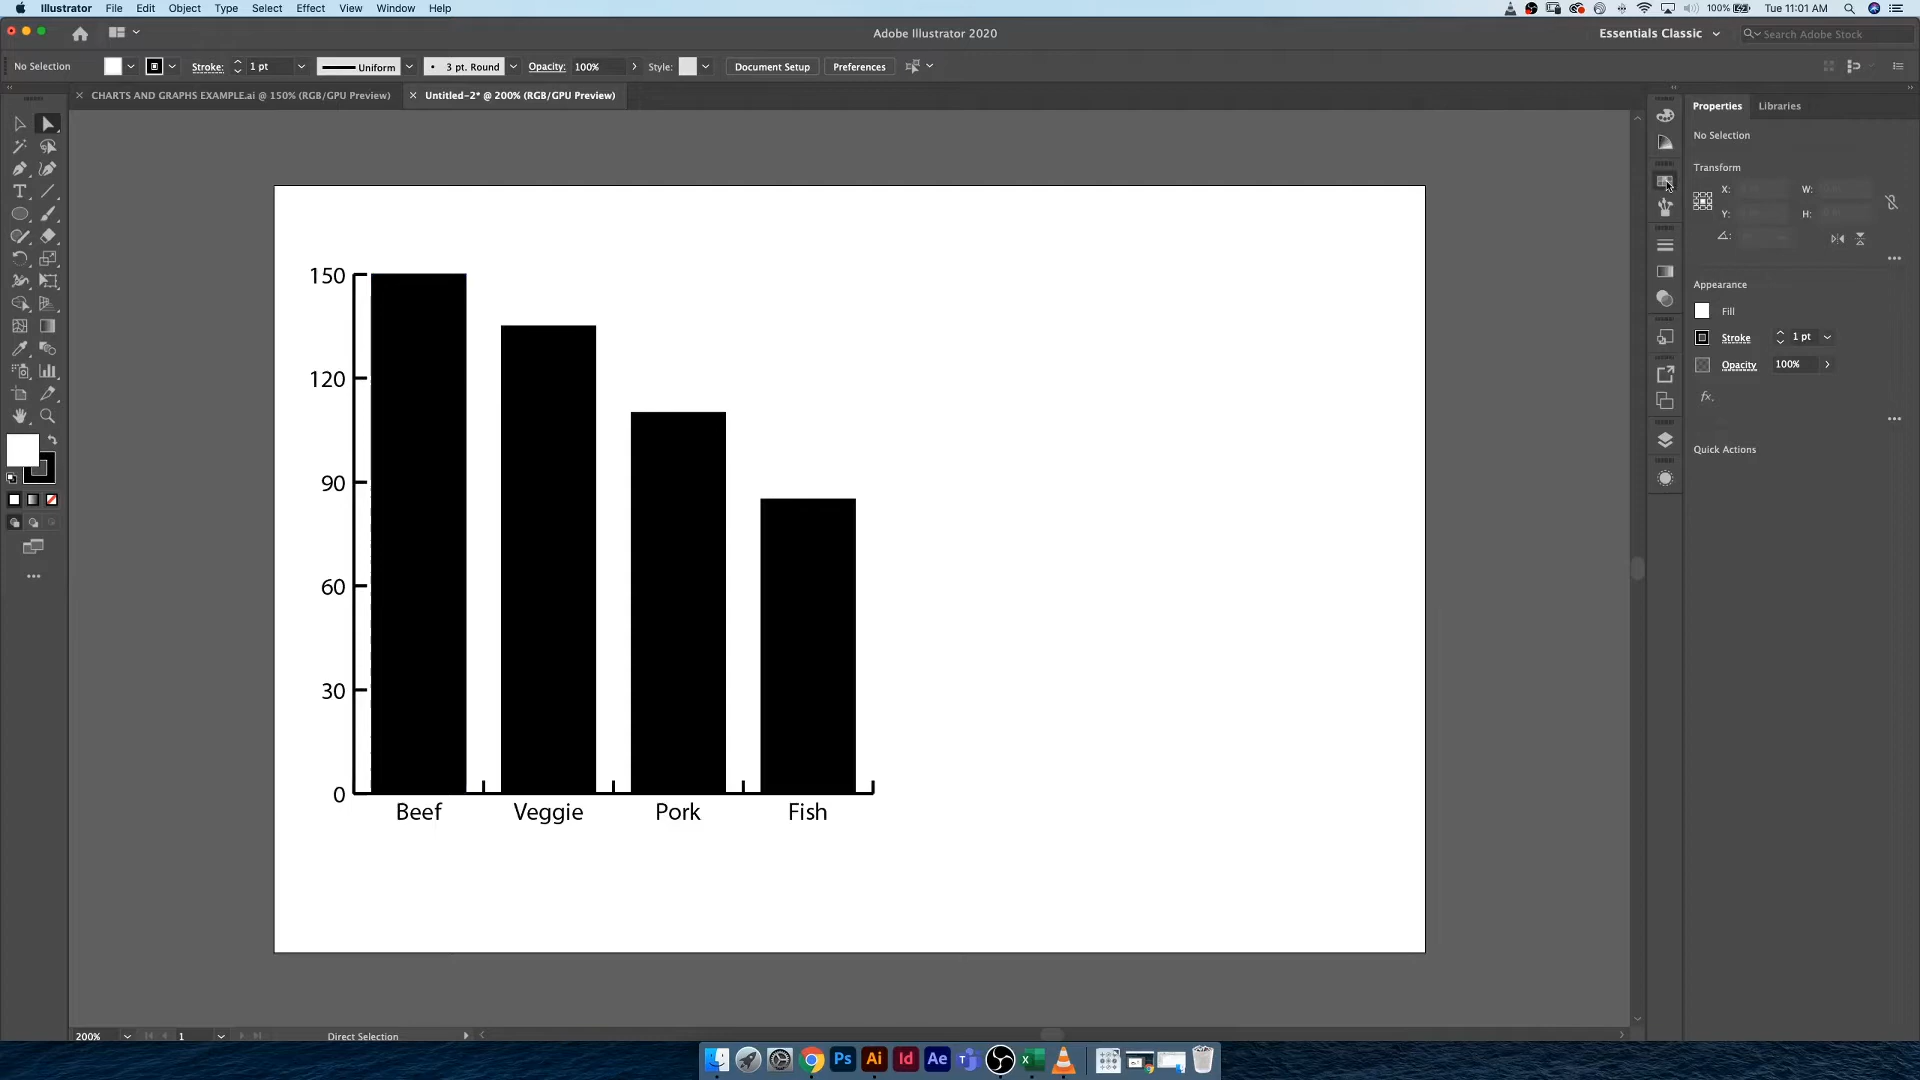 Illustrator File Edit Object Type Select Effect View Window Help
100% Tue 11:01 AM
Adobe Illustrator 2020
Essentials Classic
Search Adobe Stock
No Selection
Stroke: 1 pt
Uniform
3 pt. Round
Opacity: 100%
Style:
Document Setup
Preferences
CHARTS AND GRAPHS EXAMPLE.ai @ 150% (RGB/GPU Preview)
Untitled-2* @ 200% (RGB/GPU Preview)
Properties Libraries
No Selection
Transform
X: W:
Y: H:
Appearance
Fill
Stroke 1 pt
Opacity 100%
fx.
Quick Actions
150
120
90
60
30
0
Beef Veggie Pork Fish
200% 1 Direct Selection
Ps Ai Id Ae